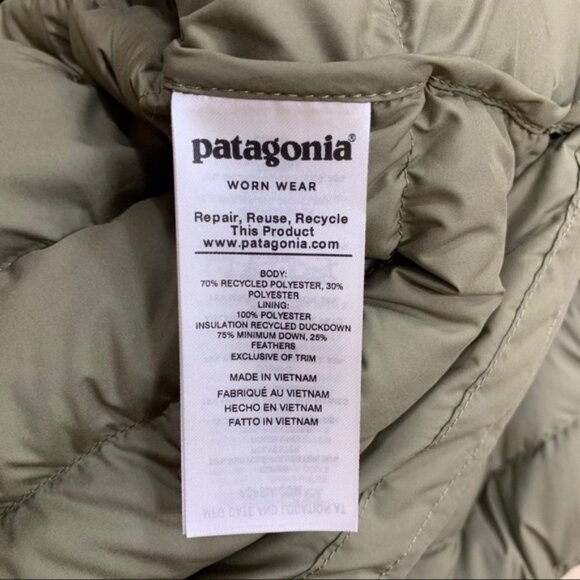 patagonia®
WORN WEAR
Repair, Reuse, Recycle
This Product
www.patagonia.com
BODY:
70% RECYCLED POLYESTER, 30%
POLYESTER
LINING:
100% POLYESTER
INSULATION RECYCLED DUCKDOWN
75% MINIMUM DOWN, 25%
FEATHERS
EXCLUSIVE OF TRIM
MADE IN VIETNAM
FABRIQUÉ AU VIETNAM
HECHO EN VIETNAM
FATTO IN VIETNAM